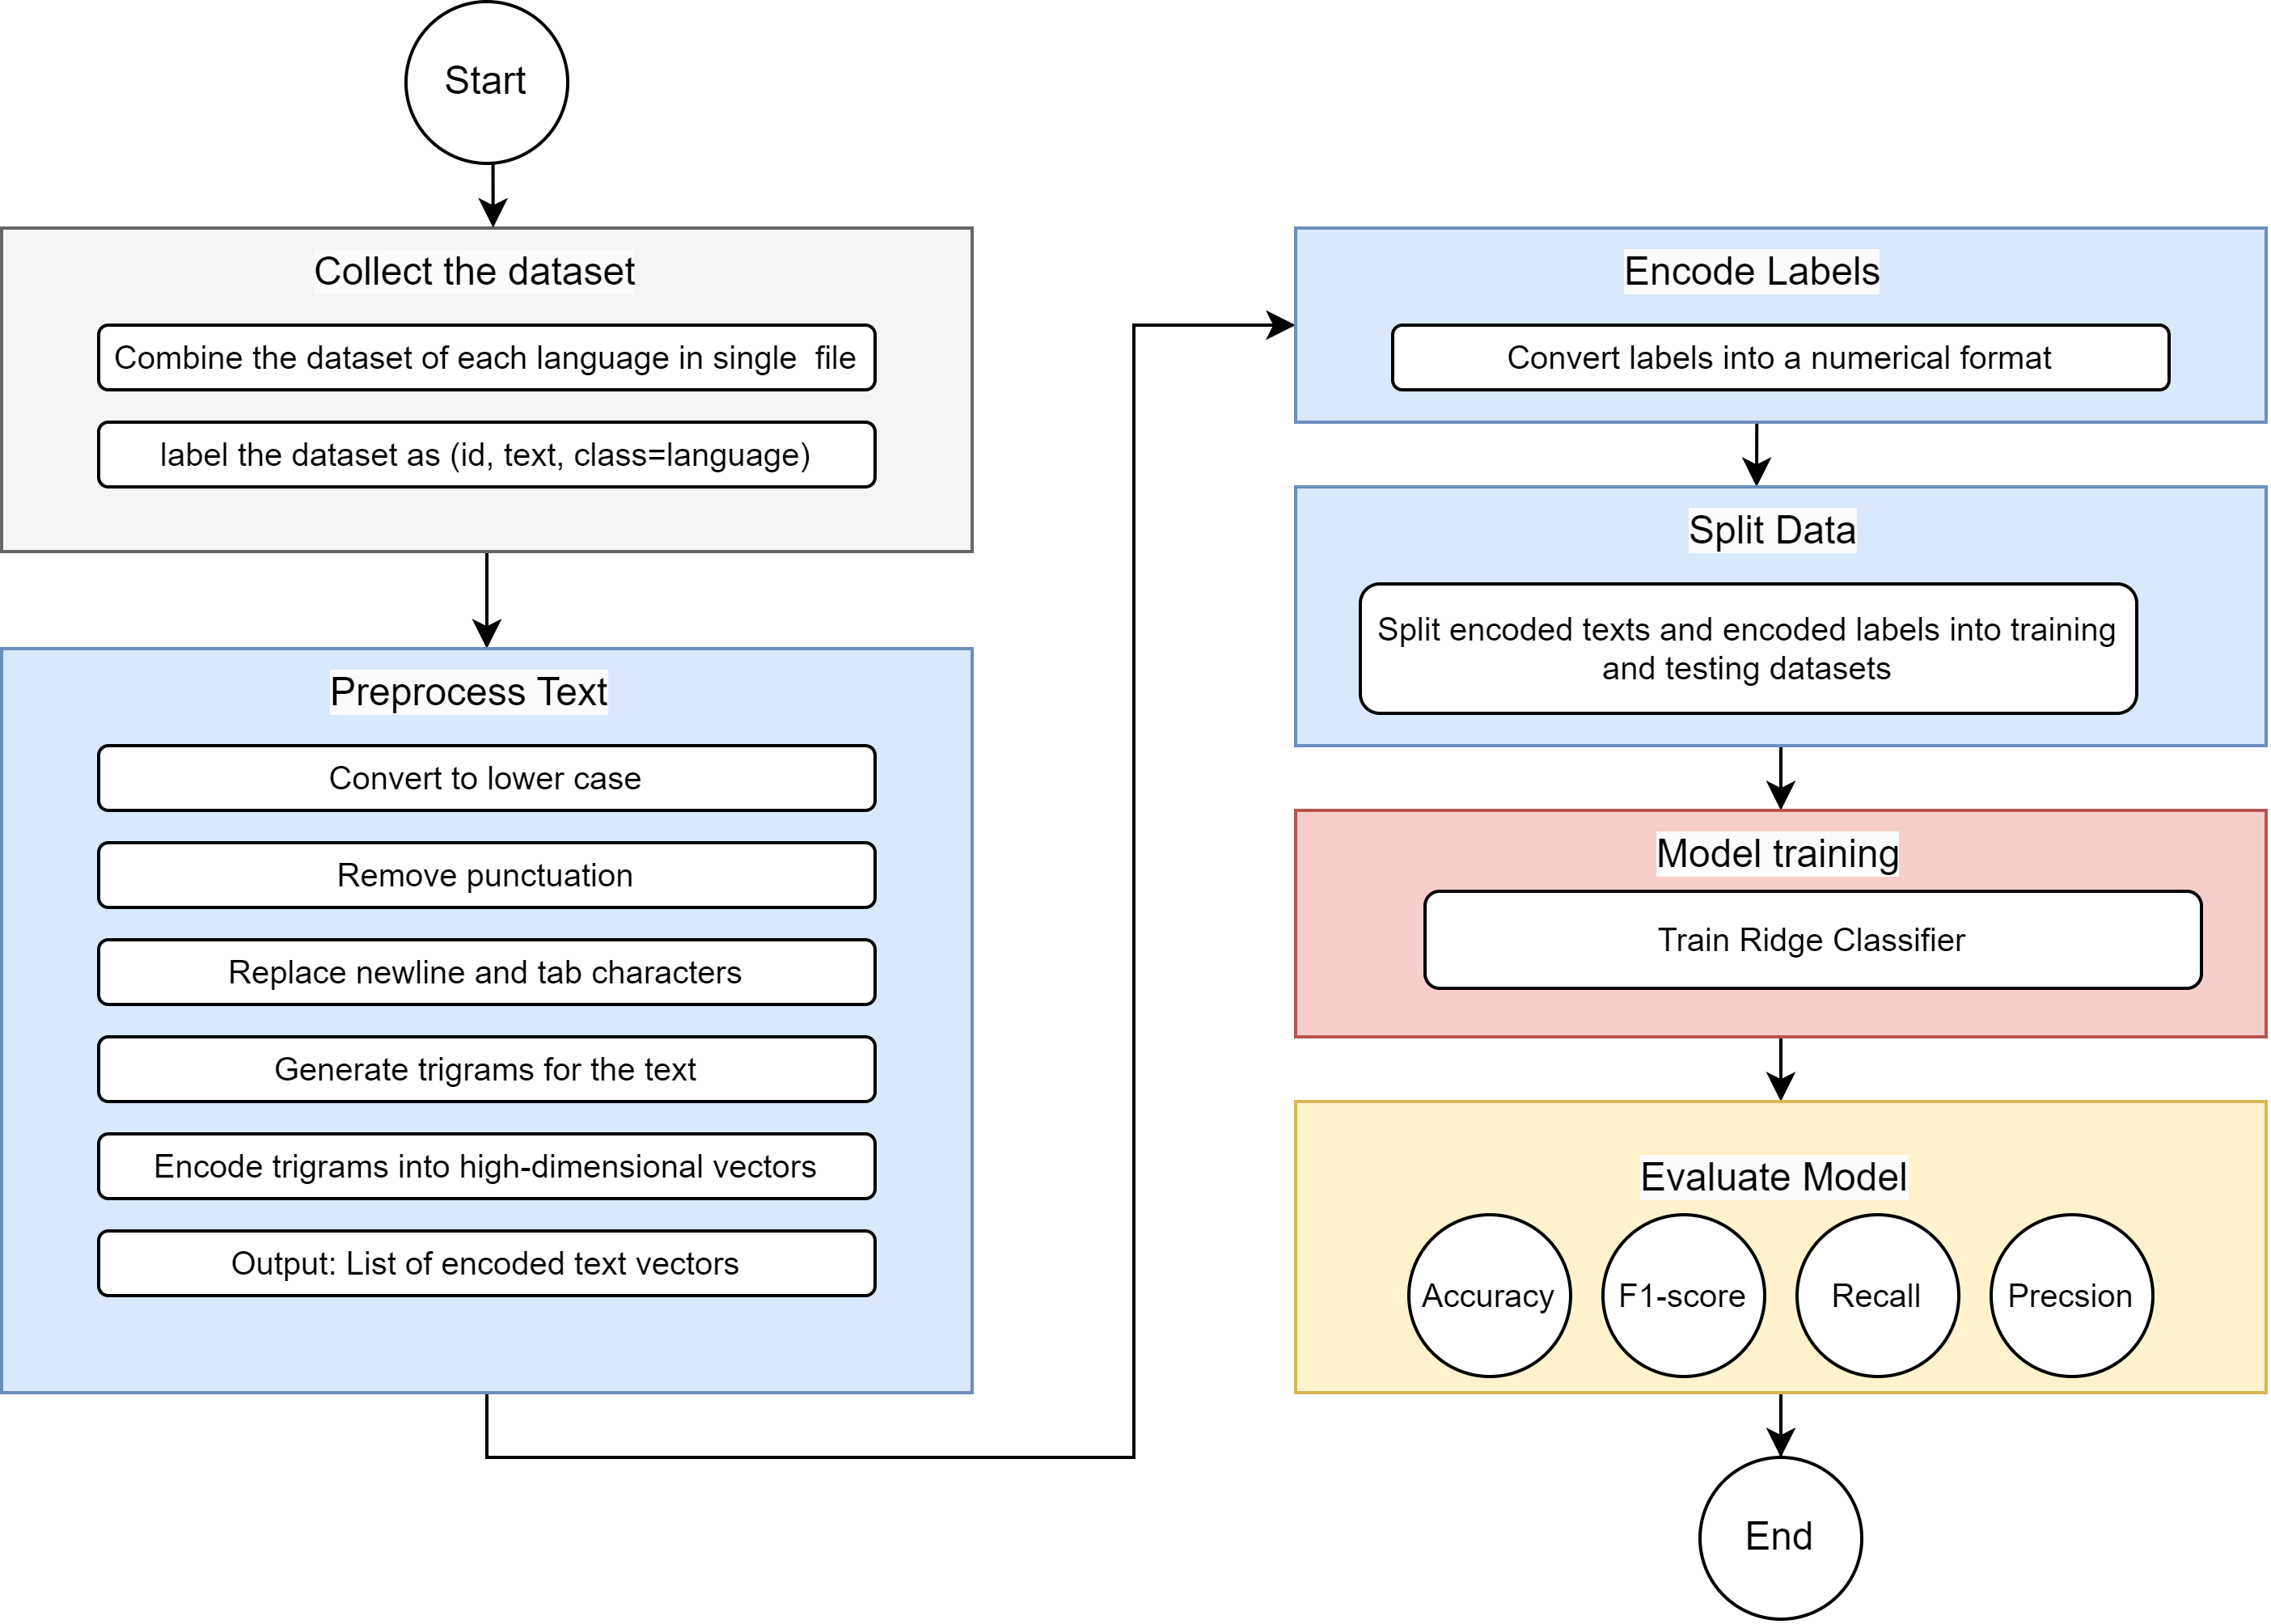 Start
Collect the dataset
Combine the dataset of each language in single  file
label the dataset as (id, text, class=language)
Preprocess Text
Convert to lower case
Remove punctuation
Replace newline and tab characters
Generate trigrams for the text
Encode trigrams into high-dimensional vectors
Output: List of encoded text vectors
Encode Labels
Convert labels into a numerical format
Split Data
Split encoded texts and encoded labels into training
and testing datasets
Model training
Train Ridge Classifier
Evaluate Model
Accuracy
F1-score
Recall
Precsion
End